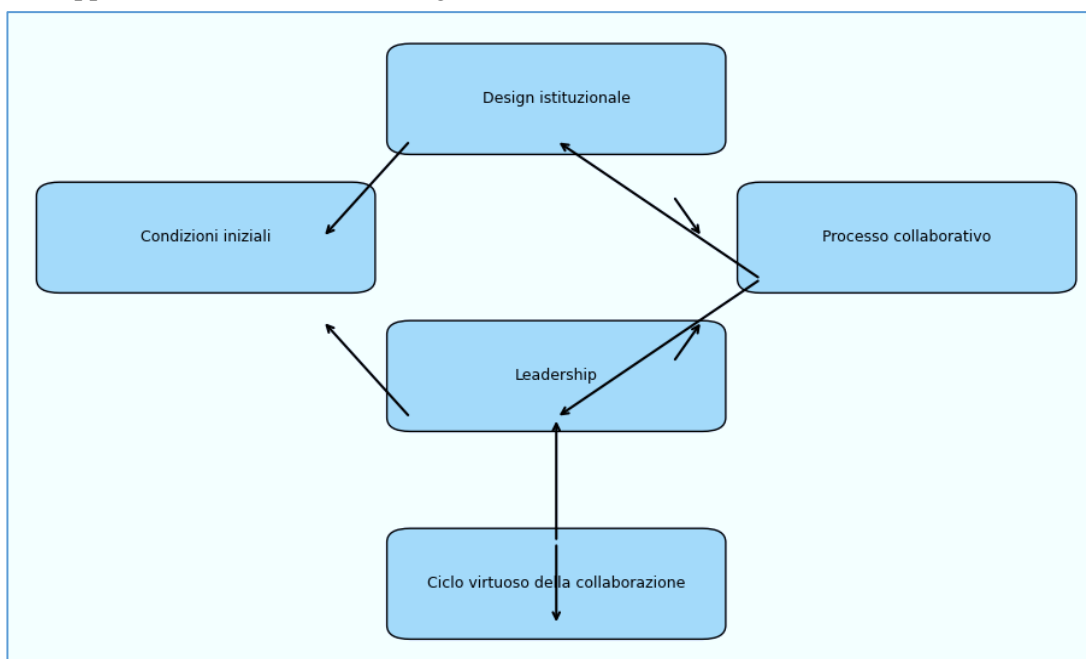 Design istituzionale
Condizioni iniziali
Processo collaborativo
Leadership
Ciclo virtuoso della collaborazione